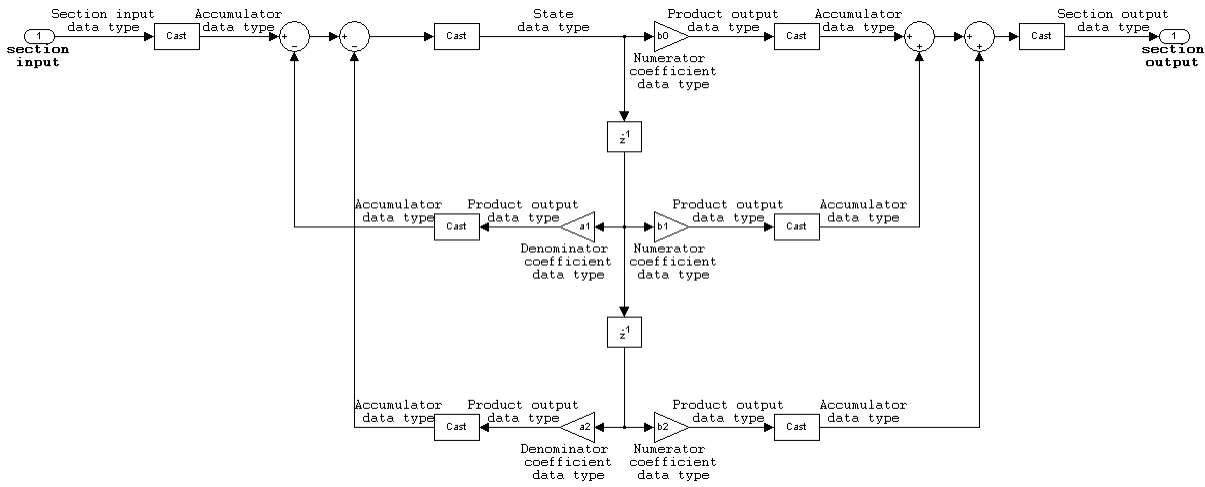 Section input
data type
Accumulator
data type
State
data type
Product output
data type
Accumulator
data type
Section output
data type
1
section
input
Cast
+
−
+
−
Cast
b0
Numerator
coefficient
data type
Cast
+
+
+
+
Cast
1
section
output
z-1
Accumulator
data type
Product output
data type
Product output
data type
Accumulator
data type
Cast
a1
b1
Cast
Denominator
coefficient
data type
Numerator
coefficient
data type
z-1
Accumulator
data type
Product output
data type
Product output
data type
Accumulator
data type
Cast
a2
b2
Cast
Denominator
coefficient
data type
Numerator
coefficient
data type